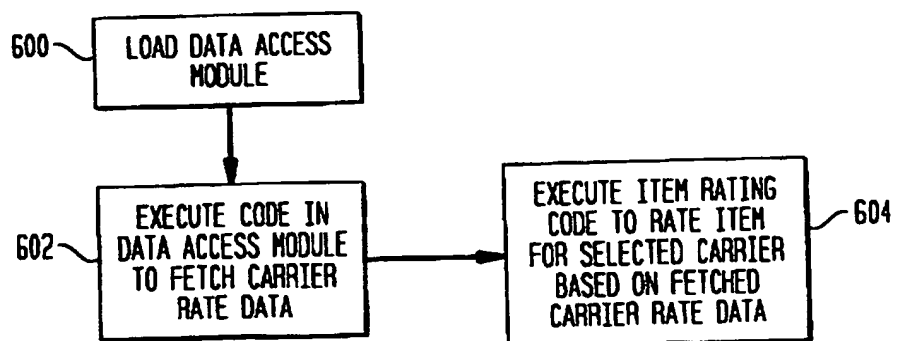 600
LOAD DATA ACCESS
MODULE
602
EXECUTE CODE IN
DATA ACCESS MODULE
TO FETCH CARRIER
RATE DATA
EXECUTE ITEM RATING
CODE TO RATE ITEM
FOR SELECTED CARRIER
BASED ON FETCHED
CARRIER RATE DATA
604